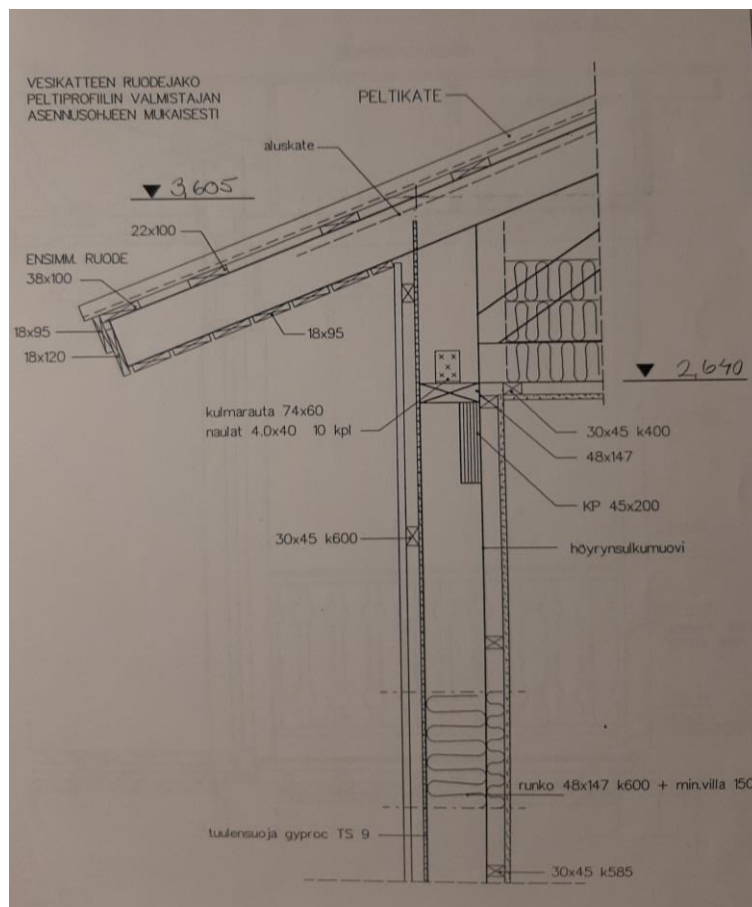 VESIKATTEEN RUODEJAKO
PELTIPROFIILIN VALMISTAJAN
ASENNUSOHJEEN MUKAISESTI
PELTIKATE
aluskate
3,605
22x100
ENSIMM. RUODE
38x100
18x95
18x120
18x95
2,640
kulmarauta 74x60
naulat 4.0x40 10 kpl
30x45 k400
48x147
KP 45x200
30x45 k600
höyrynsulkumuovi
runko 48x147 k600 + min.villa 150
tuulensuoja gyproc TS 9
30x45 k585